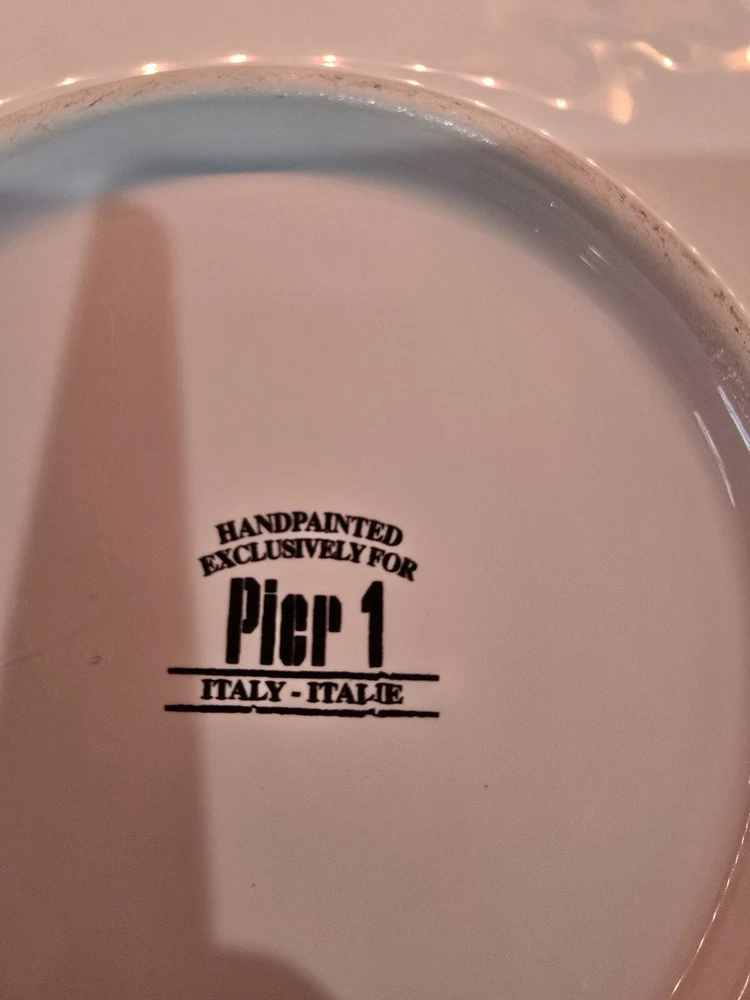 HANDPAINTED
EXCLUSIVELY FOR
Pier 1
ITALY - ITALIE